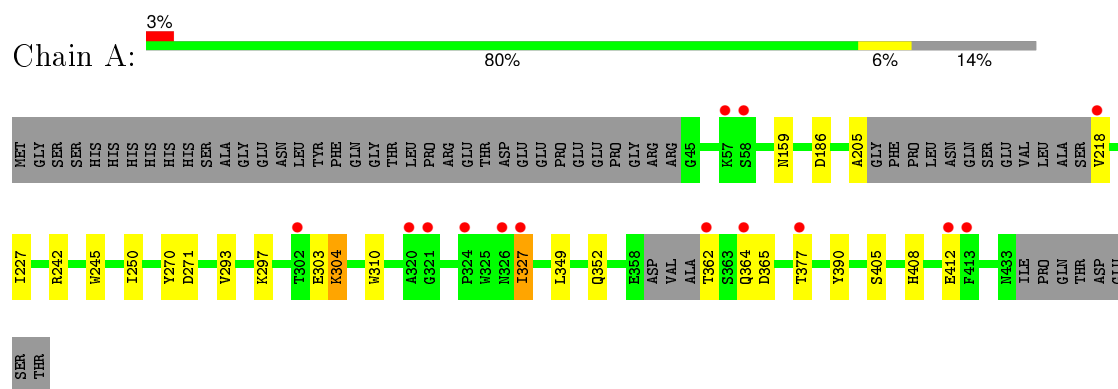 3%
Chain A:
80% 6% 14%
MET GLY SER SER HIS HIS HIS HIS HIS HIS SER ALA GLY GLU ASN LEU TYR PHE GLN GLY THR LEU PRO ARG GLU THR ASP GLU GLU PRO GLU GLU PRO GLY ARG ARG G45 K57 S58 N159 D186 A205 GLY PHE PRO LEU ASN GLN SER GLU VAL LEU ALA SER V218
I227 R242 W245 I250 Y270 D271 V293 K297 T302 E303 K304 W310 A320 G321 P324 W325 N326 I327 L349 Q352 E358 ASP VAL ALA T362 S363 Q364 D365 T377 Y390 S405 H408 E412 F413 N433 ILE PRO GLN THR ASP GLU
SER THR